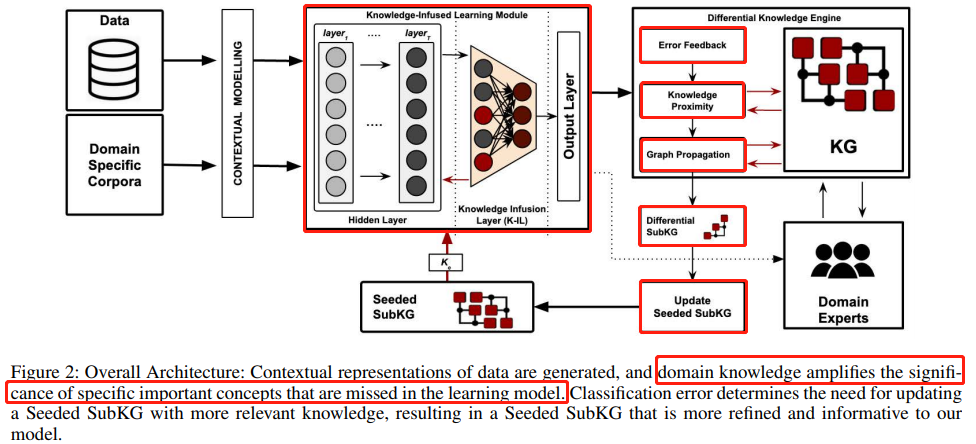 Data
Domain
Specific
Corpora
CONTEXTUAL MODELLING
Knowledge-Infused Learning Module
layer1 .... layerT
....
Hidden Layer
Knowledge Infusion
Layer (K-IL)
Output Layer
Differential Knowledge Engine
Error Feedback
Knowledge
Proximity
Graph Propagation
KG
Differential
SubKG
Update
Seeded SubKG
Domain
Experts
Ke
Seeded
SubKG
Figure 2: Overall Architecture: Contextual representations of data are generated, and domain knowledge amplifies the signifi-
cance of specific important concepts that are missed in the learning model. Classification error determines the need for updating
a Seeded SubKG with more relevant knowledge, resulting in a Seeded SubKG that is more refined and informative to our
model.